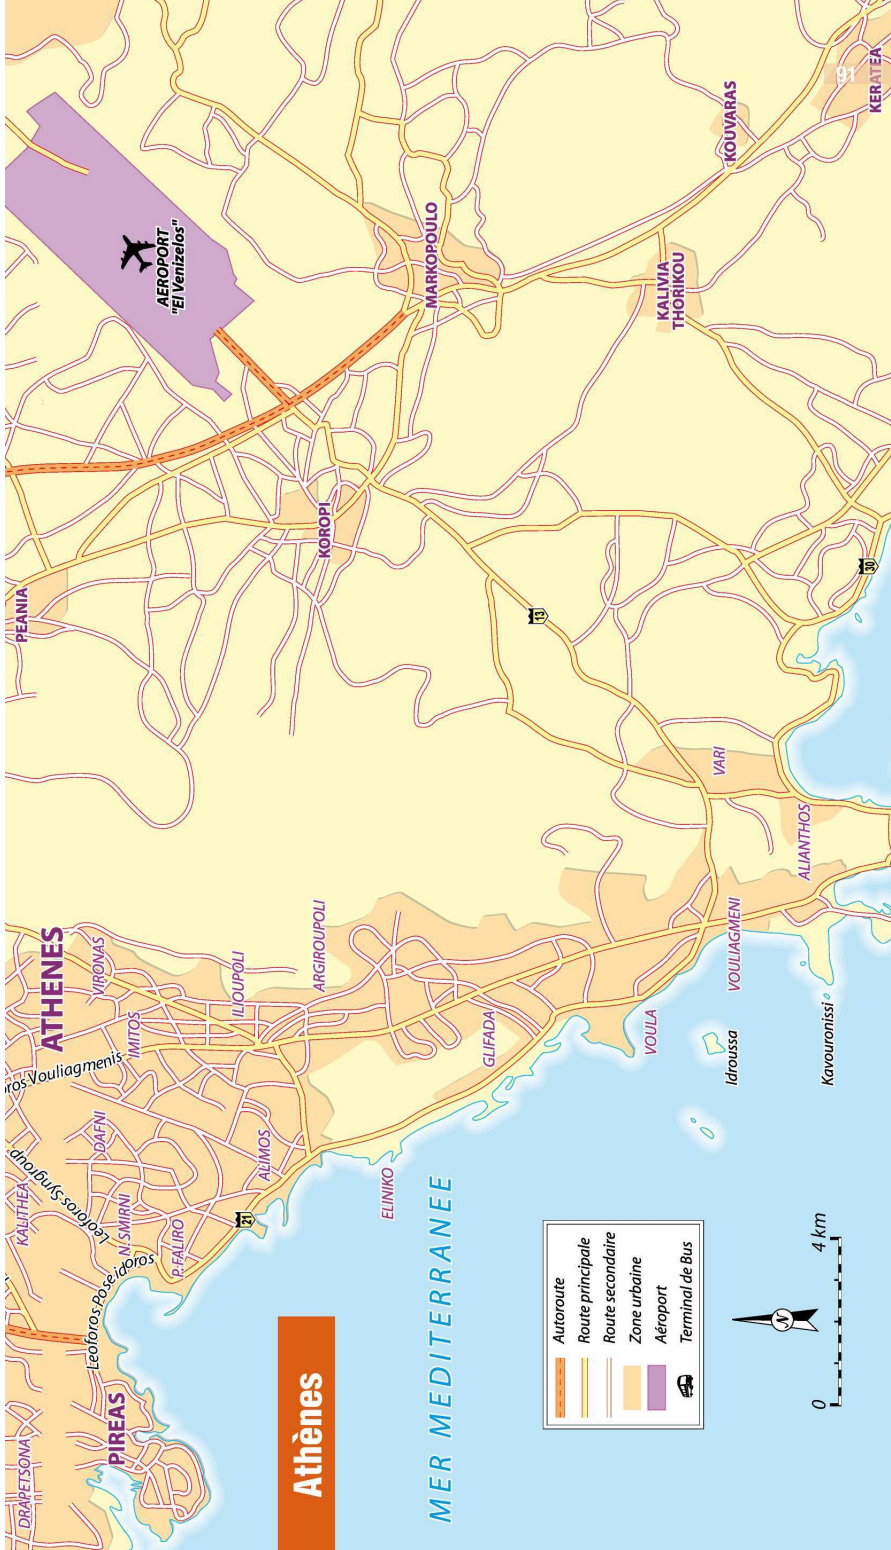 Athènes
MER MEDITERRANEE
DRAPETSONA
PIREAS
KALITHEA
Leoforos Syngrou
Leoforos Poseidoros
N. SMIRNI
P. FALIRO
DAFNI
oros Vouliagmenis
ATHENES
VIRONAS
IMITOS
ILIOUPOLI
ARGIROUPOLI
ALIMOS
21
ELINIKO
GLIFADA
VOULA
VOULIAGMENI
Idroussa
Kavouronissi
ALIANTHOS
VARI
PEANIA
KOROPI
13
30
AEROPORT
"El Venizelos"
MARKOPOULO
KALIVIA
THORIKOU
KOUVARAS
KERATEA
91
Autoroute
Route principale
Route secondaire
Zone urbaine
Aéroport
Terminal de Bus
N
0 4 km